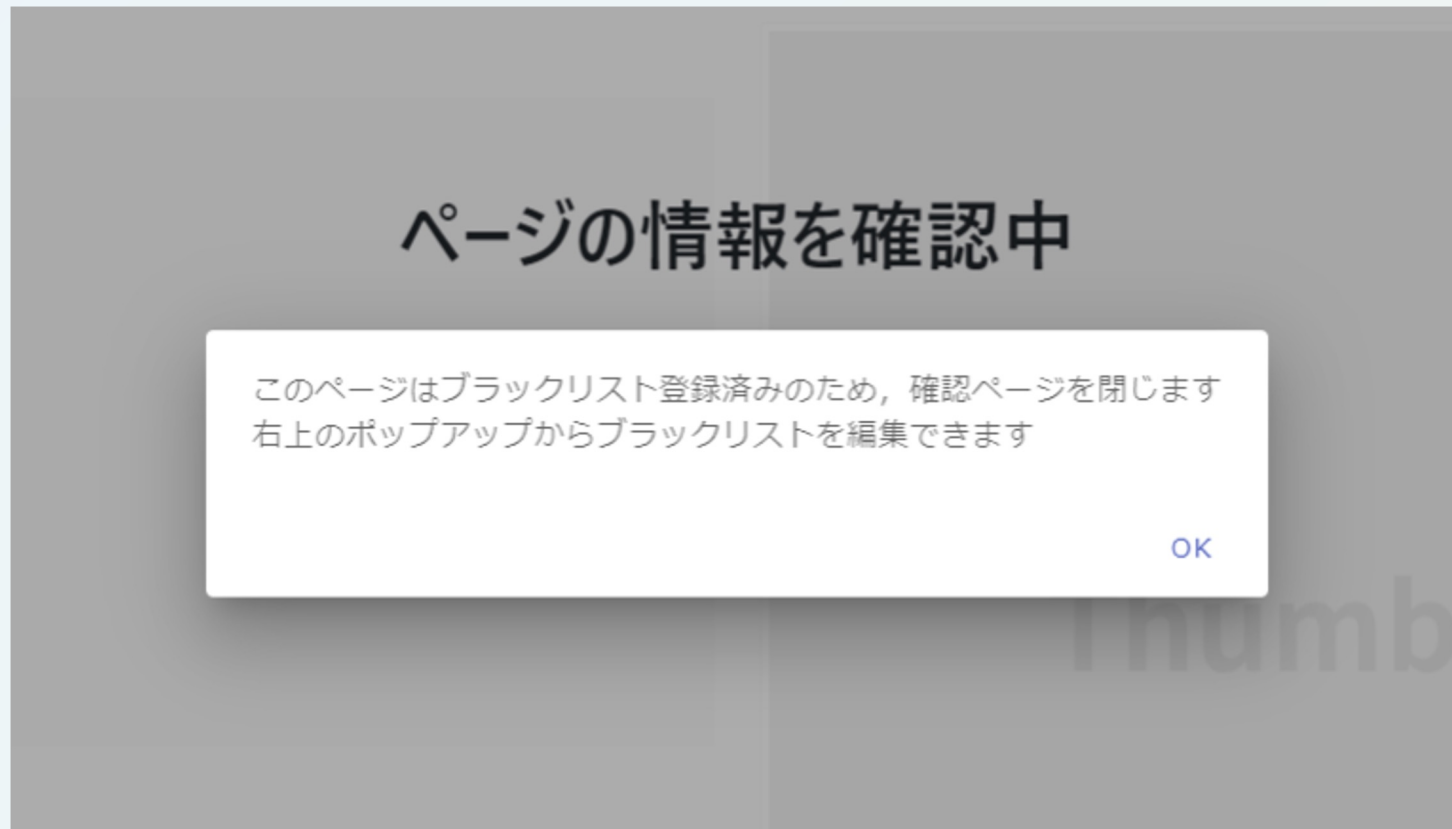 ページの情報を確認中
このページはブラックリスト登録済みのため，確認ページを閉じます
右上のポップアップからブラックリストを編集できます
OK
Thumb